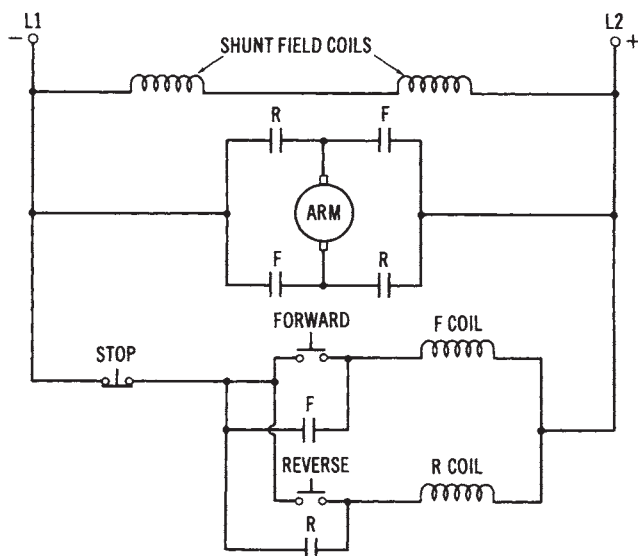 L1
L2
−
+
SHUNT FIELD COILS
R
F
ARM
F
R
FORWARD
F COIL
STOP
F
REVERSE
R COIL
R